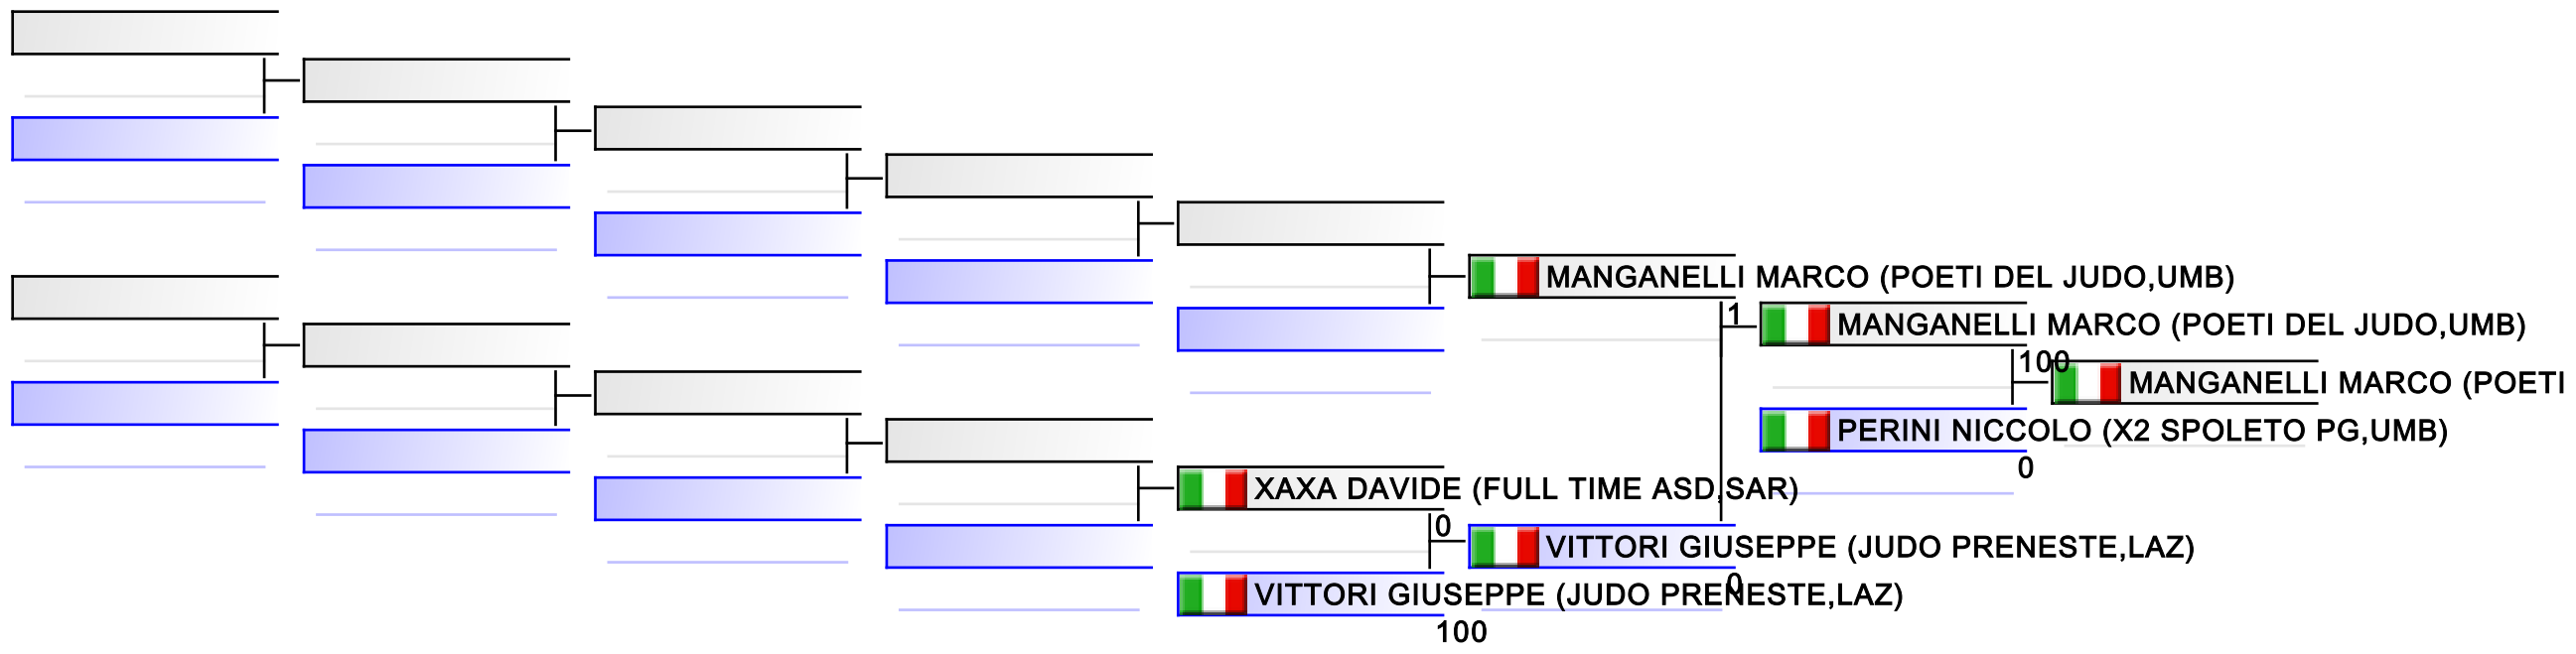 MANGANELLI MARCO (POETI DEL JUDO,UMB)
1
MANGANELLI MARCO (POETI DEL JUDO,UMB)
100
MANGANELLI MARCO (POETI
PERINI NICCOLO (X2 SPOLETO PG,UMB)
0
XAXA DAVIDE (FULL TIME ASD,SAR)
0
VITTORI GIUSEPPE (JUDO PRENESTE,LAZ)
0
VITTORI GIUSEPPE (JUDO PRENESTE,LAZ)
100